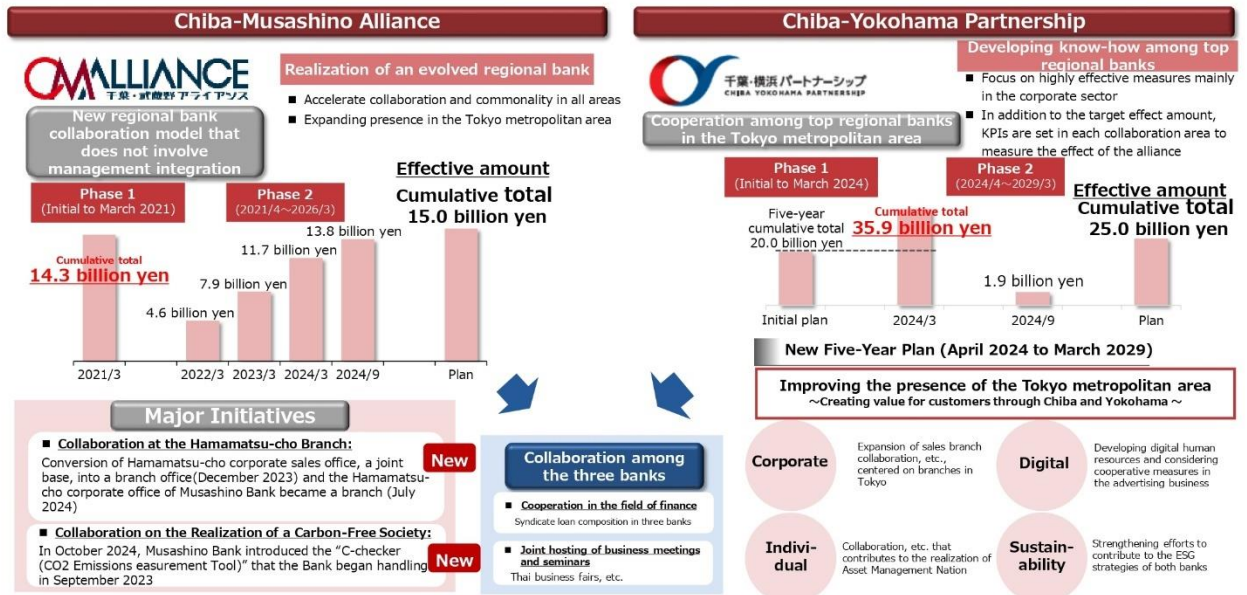 Chiba-Musashino Alliance
ALLIANCE
千葉・武蔵野アライアンス
New regional bank
collaboration model that
does not involve
management integration
Realization of an evolved regional bank
■ Accelerate collaboration and commonality in all areas
■ Expanding presence in the Tokyo metropolitan area
Phase 1
(Initial to March 2021)
Phase 2
(2021/4~2026/3)
Effective amount
Cumulative total
15.0 billion yen
Cumulative total
14.3 billion yen
4.6 billion yen
7.9 billion yen
11.7 billion yen
13.8 billion yen
2021/3 2022/3 2023/3 2024/3 2024/9 Plan
Major Initiatives
■ Collaboration at the Hamamatsu-cho Branch:
Conversion of Hamamatsu-cho corporate sales office, a joint
base, into a branch office(December 2023) and the Hamamatsu-
cho corporate office of Musashino Bank became a branch (July
2024)
New
■ Collaboration on the Realization of a Carbon-Free Society:
In October 2024, Musashino Bank introduced the “C-checker
(CO2 Emissions easurement Tool)” that the Bank began handling
in September 2023
New
Collaboration among
the three banks
■ Cooperation in the field of finance
Syndicate loan composition in three banks
■ Joint hosting of business meetings
and seminars
Thai business fairs, etc.
Chiba-Yokohama Partnership
千葉・横浜パートナーシップ
CHIBA YOKOHAMA PARTNERSHIP
Cooperation among top regional banks
in the Tokyo metropolitan area
Developing know-how among top
regional banks
■ Focus on highly effective measures mainly
in the corporate sector
■ In addition to the target effect amount,
KPIs are set in each collaboration area to
measure the effect of the alliance
Phase 1
(Initial to March 2024)
Phase 2
(2024/4~2029/3)
Effective amount
Cumulative total
25.0 billion yen
Five-year
cumulative total
20.0 billion yen
Cumulative total
35.9 billion yen
1.9 billion yen
Initial plan 2024/3 2024/9 Plan
New Five-Year Plan (April 2024 to March 2029)
Improving the presence of the Tokyo metropolitan area
~Creating value for customers through Chiba and Yokohama ~
Corporate
Expansion of sales branch
collaboration, etc.,
centered on branches in
Tokyo
Digital
Developing digital human
resources and considering
cooperative measures in
the advertising business
Indivi-
dual
Collaboration, etc. that
contributes to the realization of
Asset Management Nation
Sustain-
ability
Strengthening efforts to
contribute to the ESG
strategies of both banks